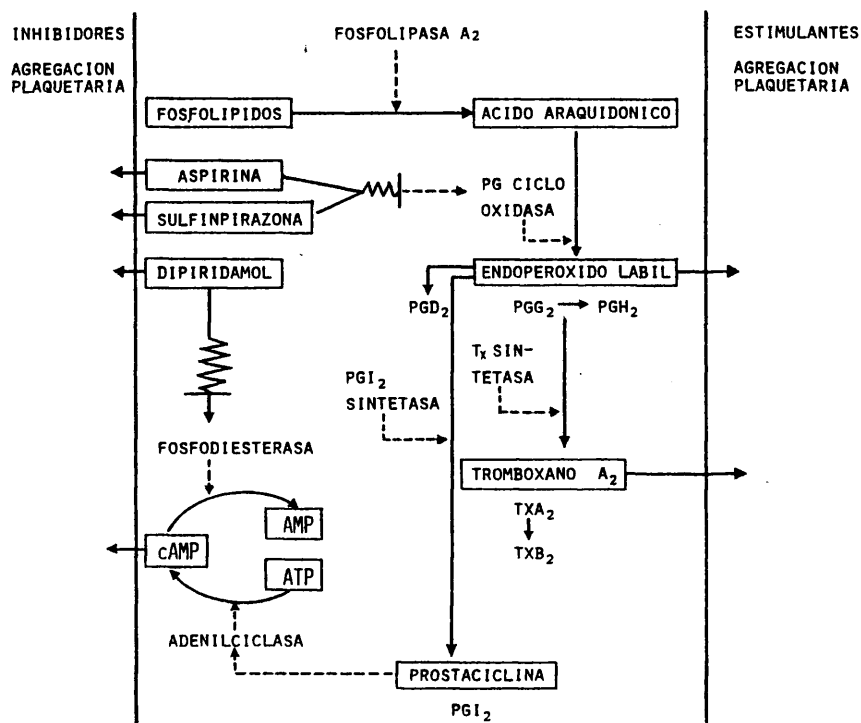 INHIBIDORES
AGREGACION
PLAQUETARIA
FOSFOLIPASA A2
ESTIMULANTES
AGREGACION
PLAQUETARIA
FOSFOLIPIDOS
ACIDO ARAQUIDONICO
ASPIRINA
SULFINPIRAZONA
PG CICLO
OXIDASA
DIPIRIDAMOL
ENDOPEROXIDO LABIL
PGD2
PGG2
PGH2
Tx SIN-
TETASA
PGI2
SINTETASA
FOSFODIESTERASA
TROMBOXANO A2
AMP
TXA2
cAMP
TXB2
ATP
ADENILCICLASA
PROSTACICLINA
PGI2